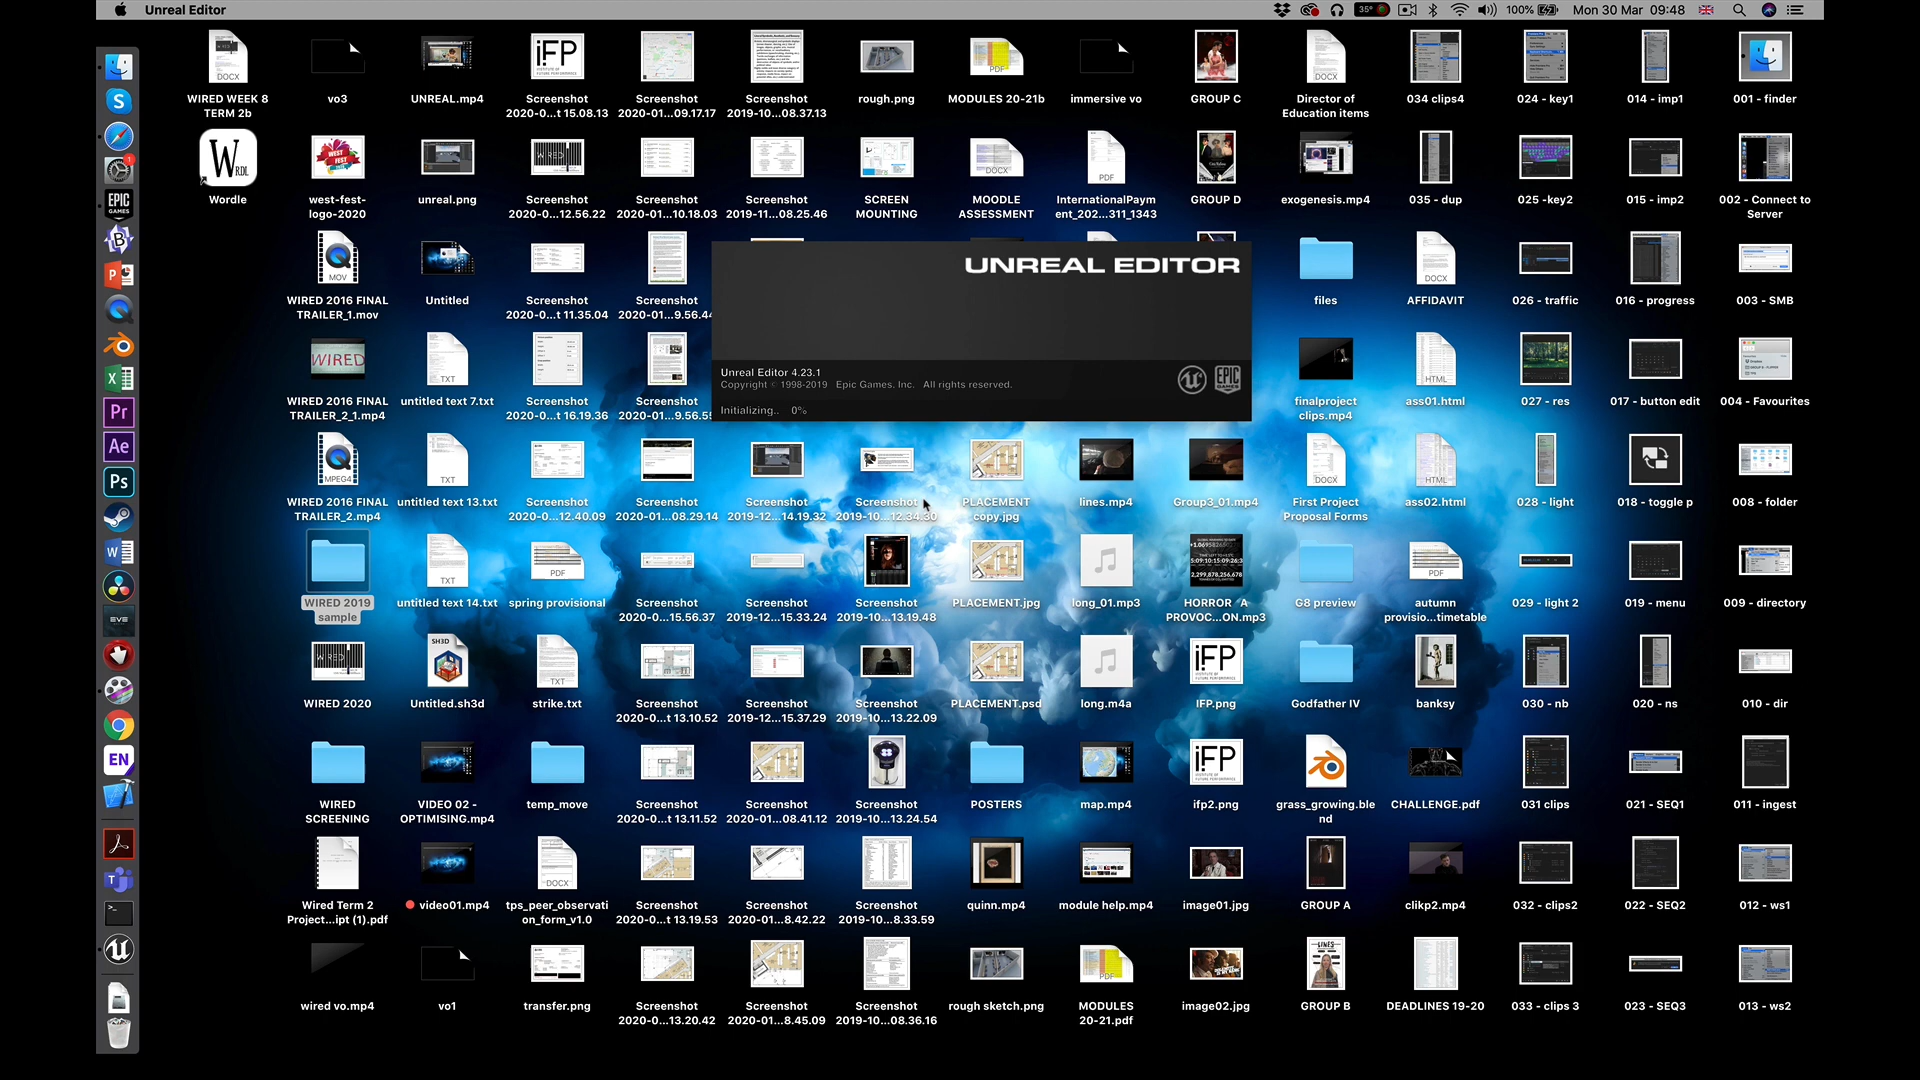 Unreal Editor
35°
100%
Mon 30 Mar 09:48
DOCX
iFP
PDF
WIRED WEEK 8
TERM 2b
vo3
UNREAL.mp4
Screenshot
2020-0...t 15.08.13
Screenshot
2020-01...09.17.17
Screenshot
2019-10...08.37.13
rough.png
MODULES 20-21b
immersive vo
GROUP C
Director of
Education items
034 clips4
024 - key1
014 - imp1
001 - finder
Wordle
west-fest-
logo-2020
unreal.png
Screenshot
2020-0...12.56.22
Screenshot
2020-01...10.18.03
Screenshot
2019-11...08.25.46
SCREEN
MOUNTING
MOODLE
ASSESSMENT
InternationalPaym
ent_202...311_1343
GROUP D
exogenesis.mp4
035 - dup
025 -key2
015 - imp2
002 - Connect to
Server
UNREAL EDITOR
WIRED 2016 FINAL
TRAILER_1.mov
Untitled
Screenshot
2020-0...t 11.35.04
Screenshot
files
AFFIDAVIT
026 - traffic
016 - progress
003 - SMB
Unreal Editor 4.23.1
Copyright © 1998-2019 Epic Games, Inc. All rights reserved.
Initializing.. 0%
WIRED 2016 FINAL
TRAILER_2_1.mp4
untitled text 7.txt
Screenshot
2020-0...t 16.19.36
Screenshot
finalproject
clips.mp4
ass01.html
027 - res
017 - button edit
004 - Favourites
WIRED 2016 FINAL
TRAILER_2.mp4
untitled text 13.txt
Screenshot
2020-0...12.40.09
Screenshot
2020-01...08.29.14
Screenshot
2019-12...14.19.32
Screenshot
2019-10...12.34.30
PLACEMENT
copy.jpg
lines.mp4
Group3_01.mp4
First Project
Proposal Forms
ass02.html
028 - light
018 - toggle p
008 - folder
WIRED 2019
sample
untitled text 14.txt
spring provisional
Screenshot
2020-0...15.56.37
Screenshot
2019-12...15.33.24
Screenshot
2019-10...13.19.48
PLACEMENT.jpg
long_01.mp3
HORROR A
PROVOC...ON.mp3
G8 preview
autumn
provisio...timetable
029 - light 2
019 - menu
009 - directory
WIRED 2020
Untitled.sh3d
strike.txt
Screenshot
2020-0...t 13.10.52
Screenshot
2019-12...15.37.29
Screenshot
2019-10...13.22.09
PLACEMENT.psd
long.m4a
IFP.png
Godfather IV
banksy
030 - nb
020 - ns
010 - dir
WIRED
SCREENING
VIDEO 02 -
OPTIMISING.mp4
temp_move
Screenshot
2020-0...t 13.11.52
Screenshot
2020-01...08.41.12
Screenshot
2019-10...13.24.54
POSTERS
map.mp4
ifp2.png
grass_growing.ble
nd
CHALLENGE.pdf
031 clips
021 - SEQ1
011 - ingest
Wired Term 2
Project...ipt (1).pdf
video01.mp4
tps_peer_observati
on_form_v1.0
Screenshot
2020-0...t 13.19.53
Screenshot
2020-01...8.42.22
Screenshot
2019-10...8.33.59
quinn.mp4
module help.mp4
image01.jpg
GROUP A
clikp2.mp4
032 - clips2
022 - SEQ2
012 - ws1
wired vo.mp4
vo1
transfer.png
Screenshot
2020-0...13.20.42
Screenshot
2020-01...8.45.09
Screenshot
2019-10...08.36.16
rough sketch.png
MODULES
20-21.pdf
image02.jpg
GROUP B
DEADLINES 19-20
033 - clips 3
023 - SEQ3
013 - ws2